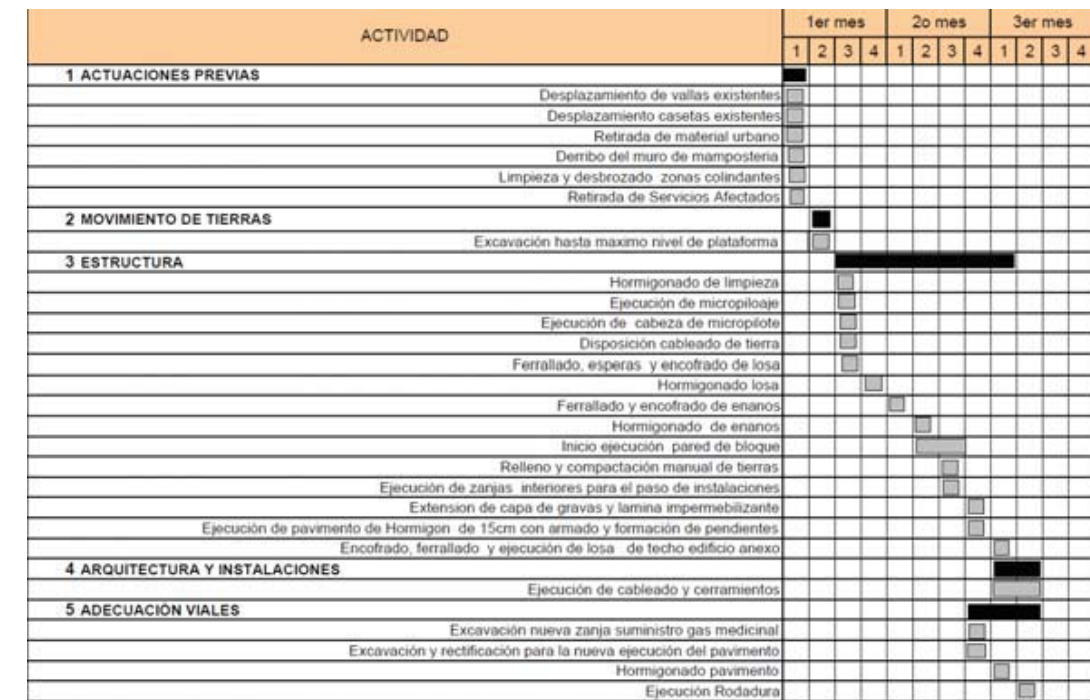 ACTIVIDAD
1er mes 2o mes 3er mes
1 2 3 4 1 2 3 4 1 2 3 4
1 ACTUACIONES PREVIAS
Desplazamiento de vallas existentes
Desplazamiento casetas existentes
Retirada de material urbano
Derribo del muro de mamposteria
Limpieza y desbrozado zonas colindantes
Retirada de Servicios Afectados
2 MOVIMIENTO DE TIERRAS
Excavación hasta maximo nivel de plataforma
3 ESTRUCTURA
Hormigonado de limpieza
Ejecución de micropiloaje
Ejecución de cabeza de micropilote
Disposición cableado de tierra
Ferrallado, esperas y encofrado de losa
Hormigonado losa
Ferrallado y encofrado de enanos
Hormigonado de enanos
Inicio ejecución pared de bloque
Relleno y compactación manual de tierras
Ejecución de zanjas interiores para el paso de instalaciones
Extension de capa de gravas y lamina impermebilizante
Ejecución de pavimento de Hormigon de 15cm con armado y formación de pendientes
Encofrado, ferrallado y ejecución de losa de techo edificio anexo
4 ARQUITECTURA Y INSTALACIONES
Ejecución de cableado y cerramientos
5 ADECUACIÓN VIALES
Excavación nueva zanja suministro gas medicinal
Excavación y rectificación para la nueva ejecución del pavimento
Hormigonado pavimento
Ejecución Rodadura